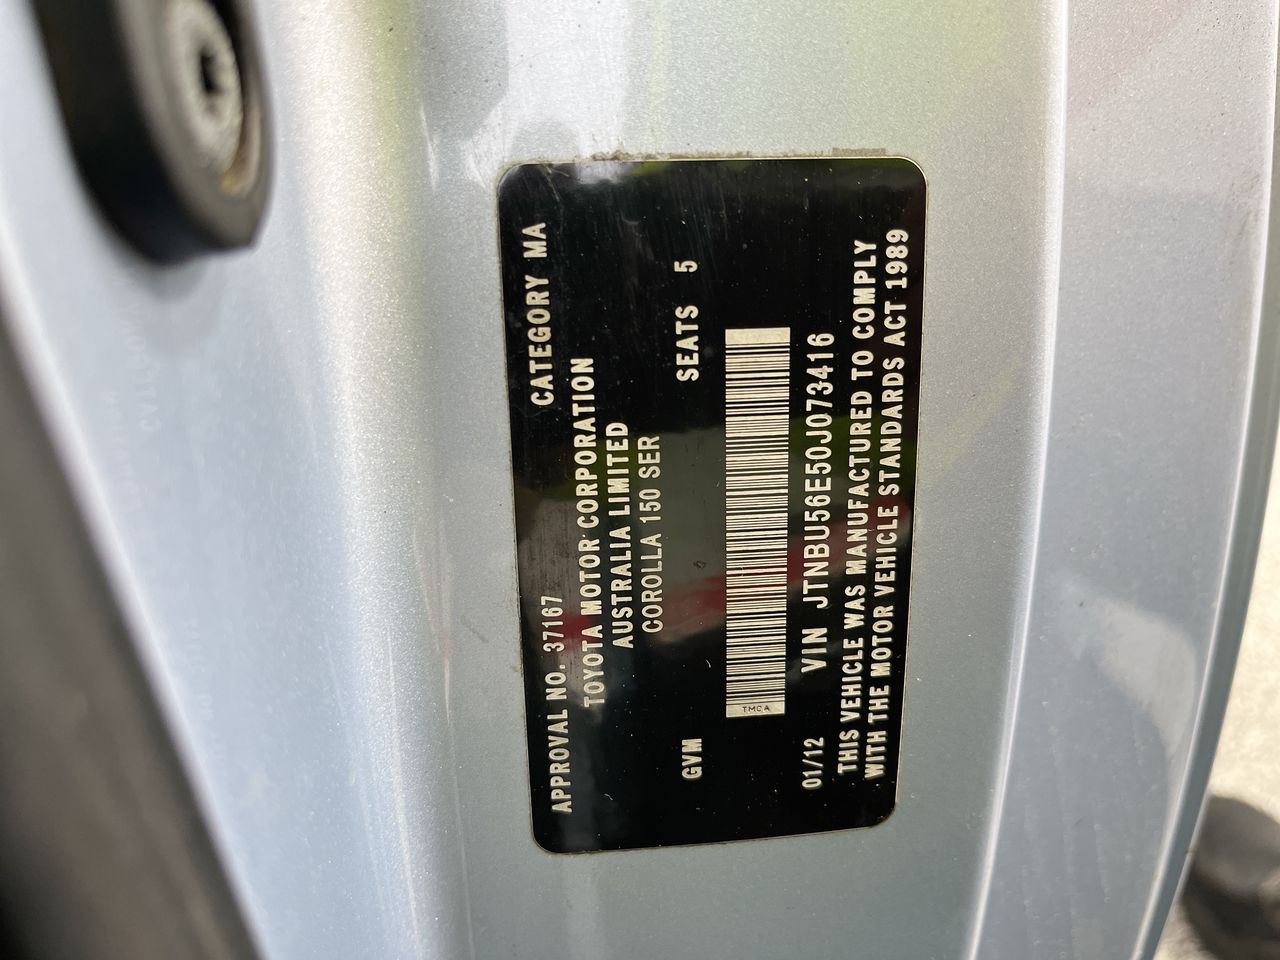 APPROVAL NO. 37167 CATEGORY MA
TOYOTA MOTOR CORPORATION
AUSTRALIA LIMITED
COROLLA 150 SER
GVM SEATS 5
TMCA
01/12 VIN JTNBU56E50J073416
THIS VEHICLE WAS MANUFACTURED TO COMPLY
WITH THE MOTOR VEHICLE STANDARDS ACT 1989